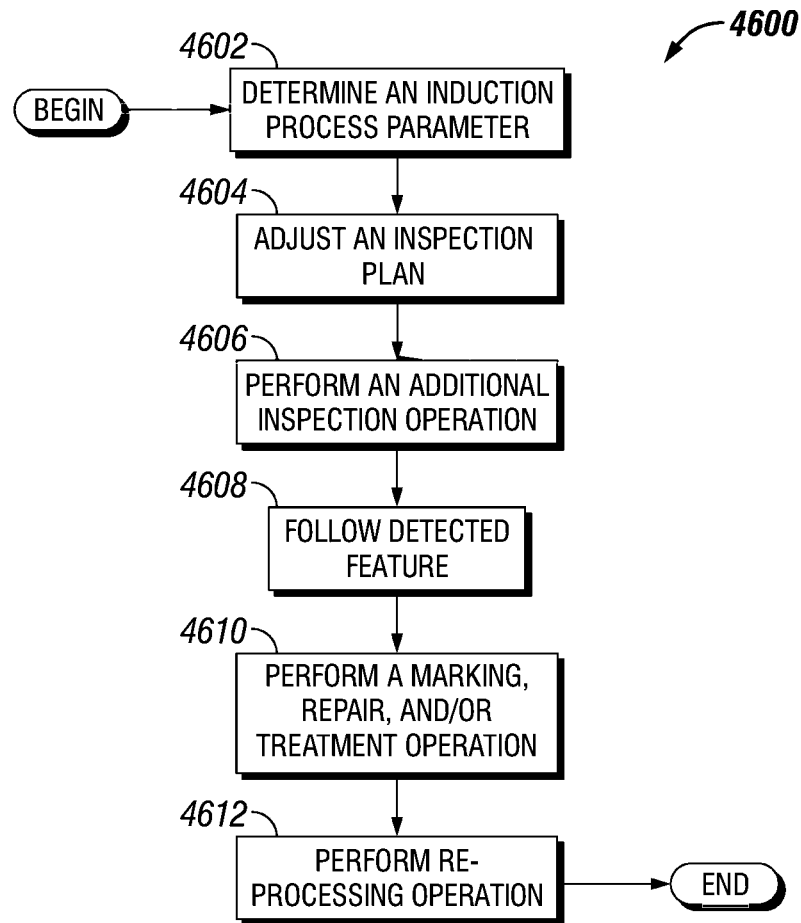 4600
4602
BEGIN
DETERMINE AN INDUCTION
PROCESS PARAMETER
4604
ADJUST AN INSPECTION
PLAN
4606
PERFORM AN ADDITIONAL
INSPECTION OPERATION
4608
FOLLOW DETECTED
FEATURE
4610
PERFORM A MARKING,
REPAIR, AND/OR
TREATMENT OPERATION
4612
PERFORM RE-
PROCESSING OPERATION
END